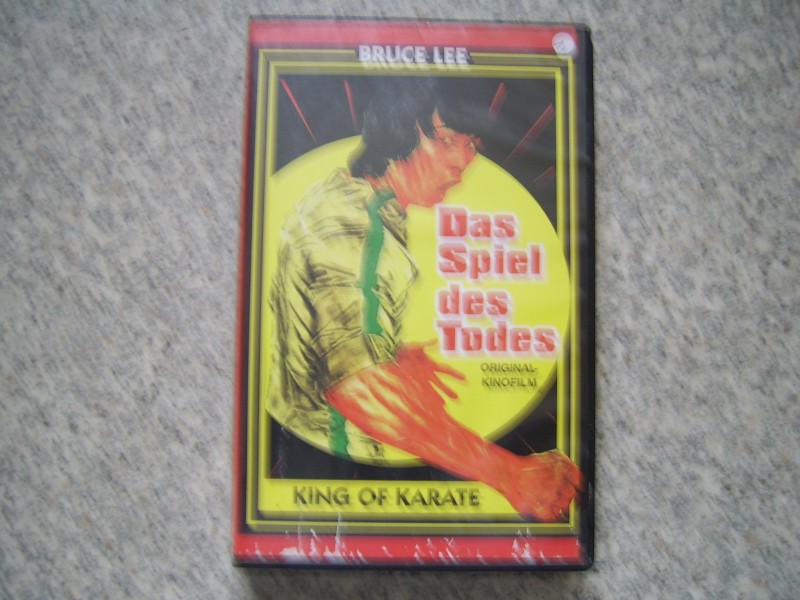 BRUCE LEE
Das
Spiel
des
Todes
ORIGINAL-
KINOFILM
KING OF KARATE